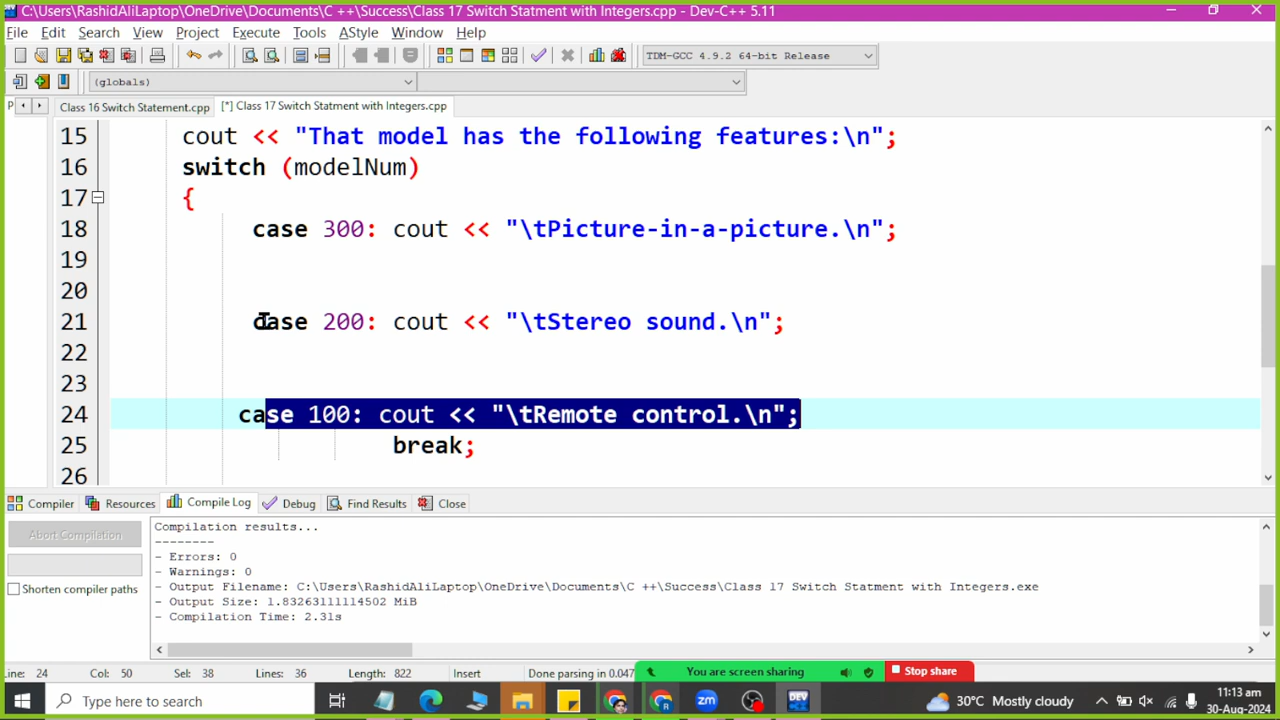 C:\Users\RashidAliLaptop\OneDrive\Documents\C ++\Success\Class 17 Switch Statment with Integers.cpp - Dev-C++ 5.11
File Edit Search View Project Execute Tools AStyle Window Help
TDM-GCC 4.9.2 64-bit Release
(globals)
P Class 16 Switch Statement.cpp [*] Class 17 Switch Statment with Integers.cpp
15 cout << "That model has the following features:\n";
16 switch (modelNum)
17 {
18 case 300: cout << "\tPicture-in-a-picture.\n";
19
20
21 case 200: cout << "\tStereo sound.\n";
22
23
24 case 100: cout << "\tRemote control.\n";
25 break;
26
Compiler Resources Compile Log Debug Find Results Close
Abort Compilation
Shorten compiler paths
Compilation results...
--------
- Errors: 0
- Warnings: 0
- Output Filename: C:\Users\RashidAliLaptop\OneDrive\Documents\C ++\Success\Class 17 Switch Statment with Integers.exe
- Output Size: 1.83263111114502 MiB
- Compilation Time: 2.31s
Line: 24 Col: 50 Sel: 38 Lines: 36 Length: 822 Insert Done parsing in 0.047 You are screen sharing Stop share
Type here to search
zm
DEV
30°C Mostly cloudy
11:13 am
30-Aug-2024